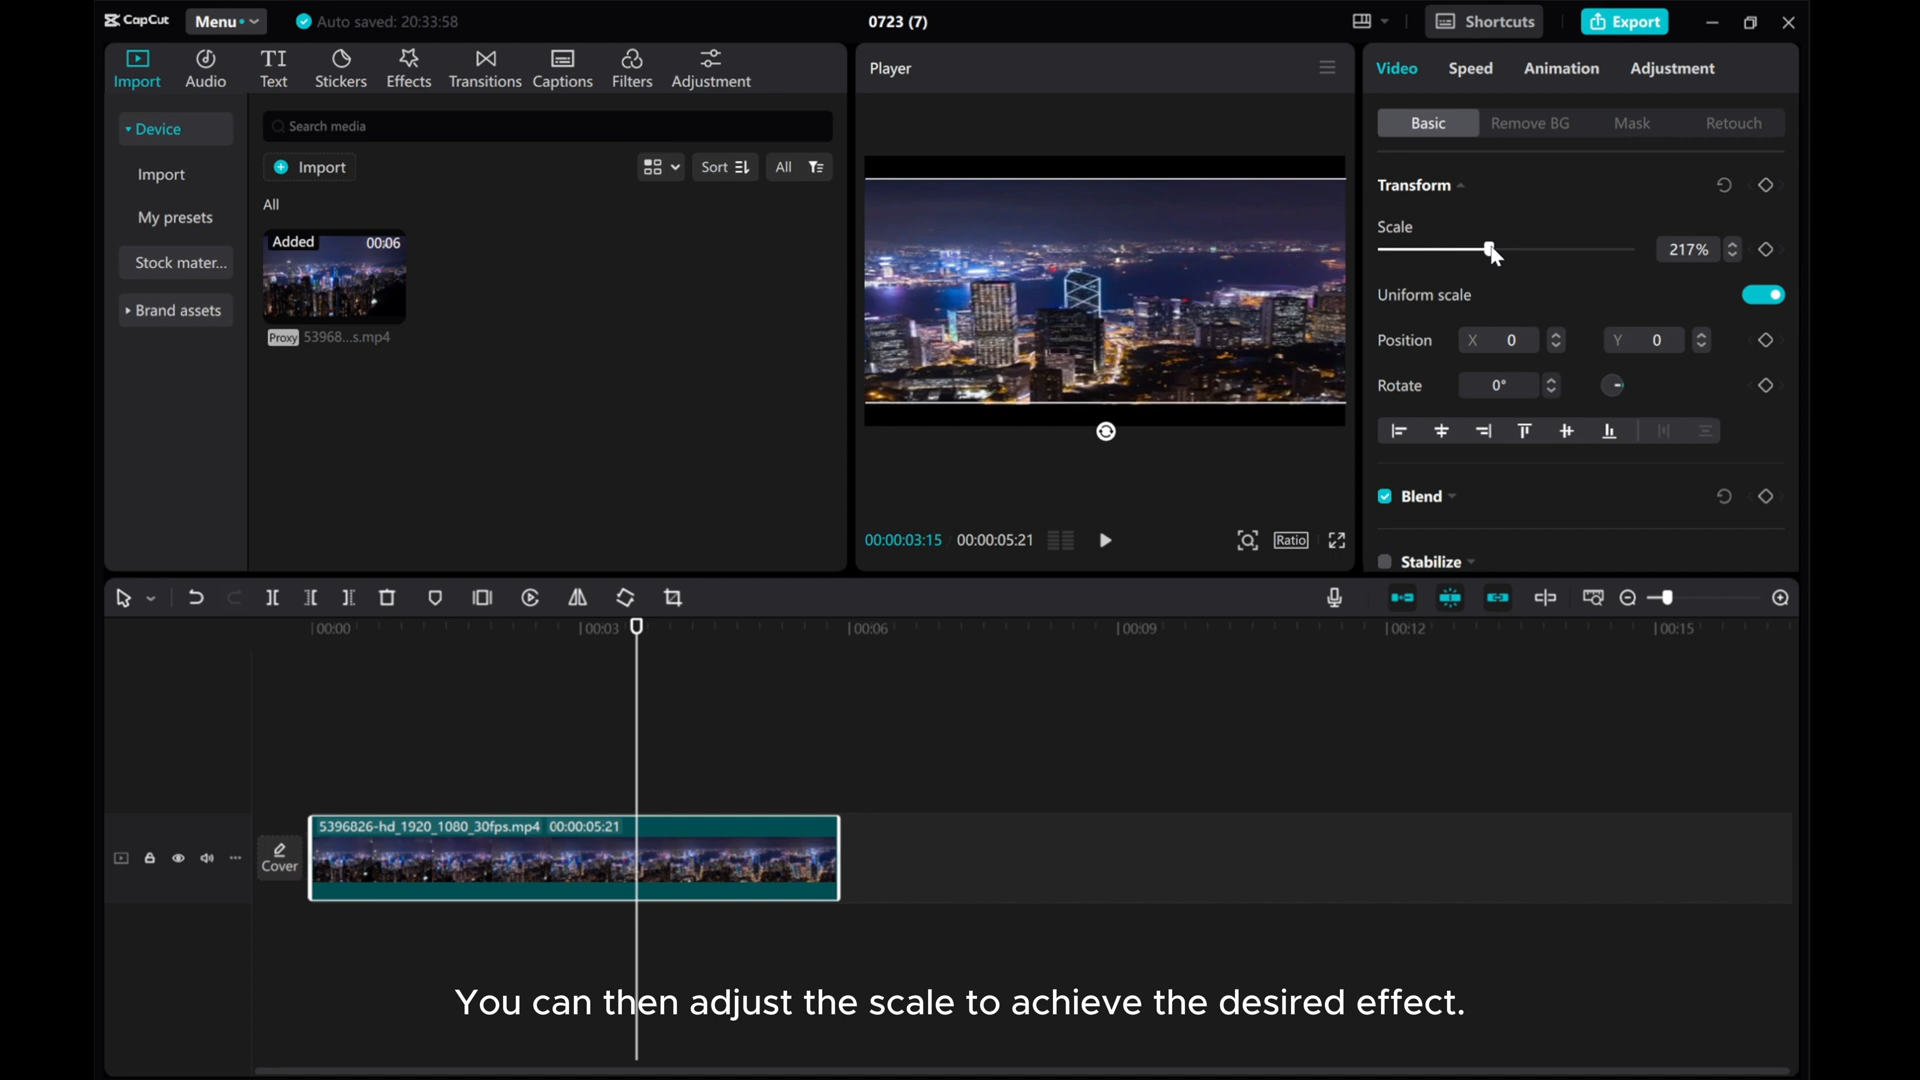 CapCut
Menu
Auto saved: 20:33:58
0723 (7)
Shortcuts
Export
Import
Audio
Text
Stickers
Effects
Transitions
Captions
Filters
Adjustment
Device
Import
My presets
Stock mater...
Brand assets
Search media
Import
Sort
All
All
Added
00:06
Proxy
53968...s.mp4
Player
00:00:03:15
00:00:05:21
Ratio
Video
Speed
Animation
Adjustment
Basic
Remove BG
Mask
Retouch
Transform
Scale
217%
Uniform scale
Position
X 0
Y 0
Rotate
0°
Blend
Stabilize
00:00
00:03
00:06
00:09
00:12
00:15
Cover
5396826-hd_1920_1080_30fps.mp4 00:00:05:21
You can then adjust the scale to achieve the desired effect.